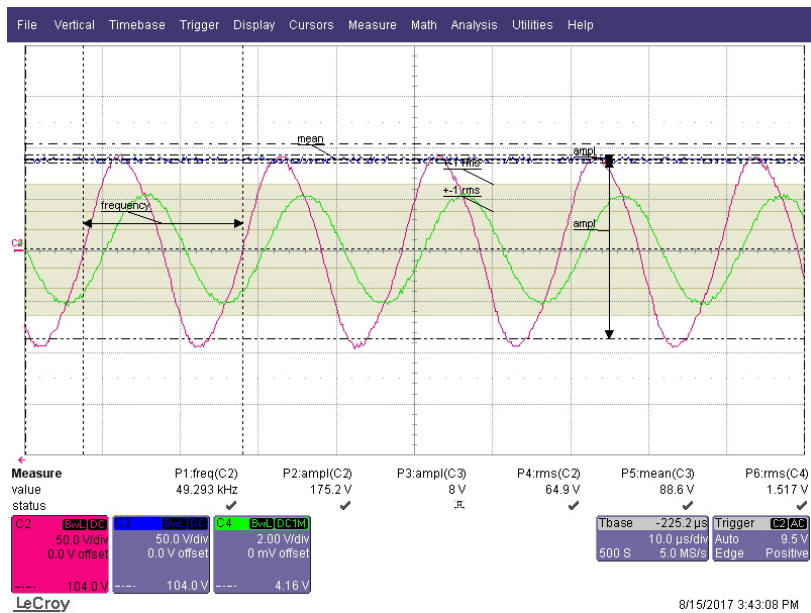 File Vertical Timebase Trigger Display Cursors Measure Math Analysis Utilities Help
mean
ampl
+-1 rms
+-1 rms
frequency
ampl
C2
Measure P1:freq(C2) P2:ampl(C2) P3:ampl(C3) P4:rms(C2) P5:mean(C3) P6:rms(C4)
value 49.293 kHz 175.2 V 8 V 64.9 V 88.6 V 1.517 V
status
C2 BwL DC
50.0 V/div
0.0 V offset
104.0 V
C3 BwL DC
50.0 V/div
0.0 V offset
104.0 V
C4 BwL DC1M
2.00 V/div
0 mV offset
4.16 V
Tbase -225.2 µs
10.0 µs/div
500 S 5.0 MS/s
Trigger C2 AC
Auto 9.5 V
Edge Positive
LeCroy
8/15/2017 3:43:08 PM